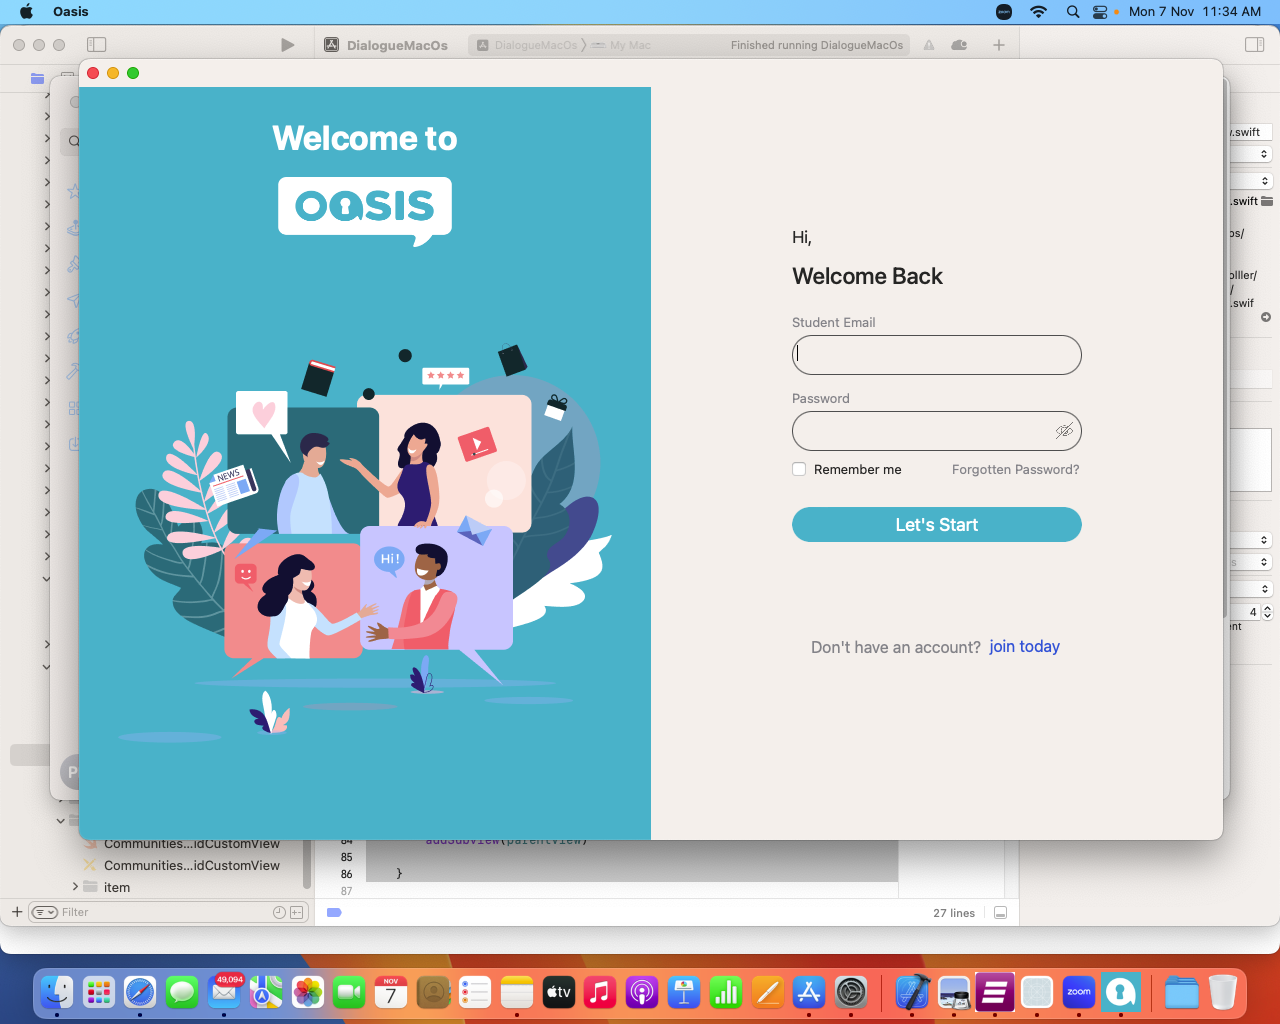 Oasis
zoom
Mon 7 Nov 11:34 AM
DialogueMacOs
DialogueMacOs
My Mac
Finished running DialogueMacOs
Welcome to
OASIS
NEWS
Hi!
Hi,
Welcome Back
Student Email
Password
Remember me
Forgotten Password?
Let's Start
Don't have an account? join today
.swift
.swift
os/
olller/
/
.swif
s
4
nt
P
84
addSubview(parentView)
85
86 }
87
Communities...idCustomView
Communities...idCustomView
item
Filter
27 lines
49,094
NOV
7
tv
zoom